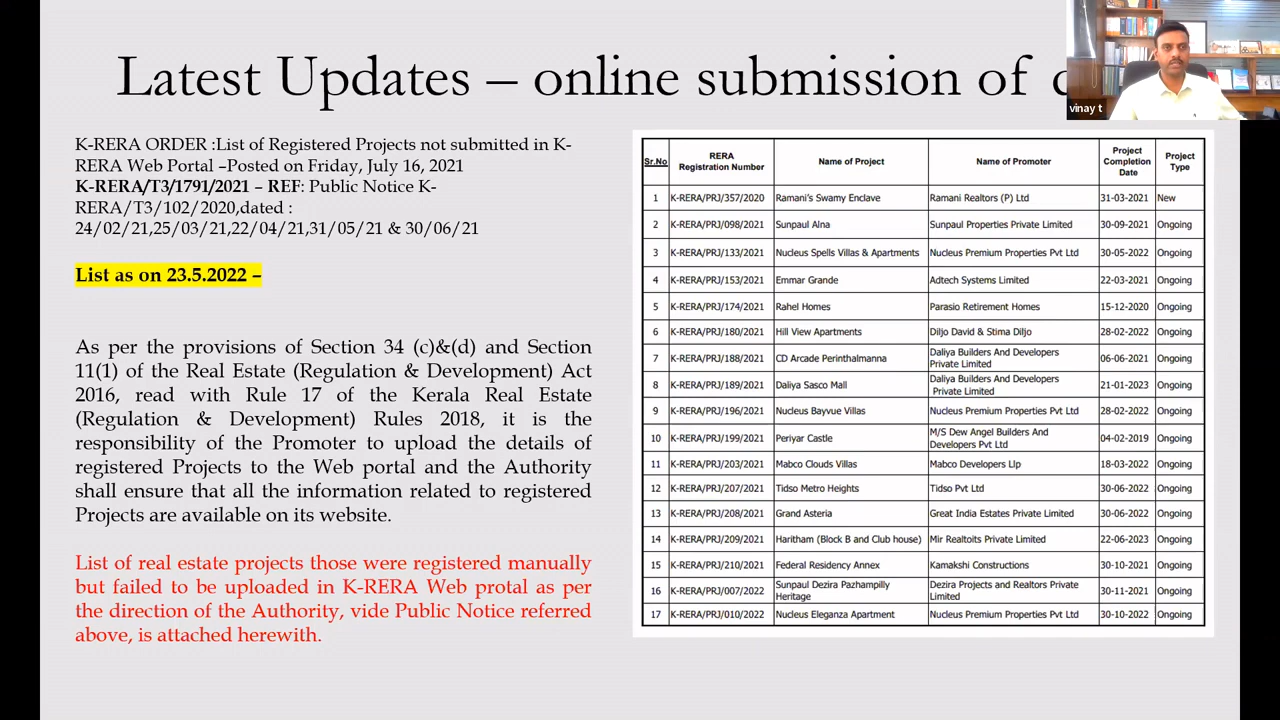 Latest Updates – online submission of
vinay t
K-RERA ORDER :List of Registered Projects not submitted in K-
RERA Web Portal –Posted on Friday, July 16, 2021
K-RERA/T3/1791/2021 – REF: Public Notice K-
RERA/T3/102/2020,dated :
24/02/21,25/03/21,22/04/21,31/05/21 & 30/06/21
List as on 23.5.2022 –
As per the provisions of Section 34 (c)&(d) and Section
11(1) of the Real Estate (Regulation & Development) Act
2016, read with Rule 17 of the Kerala Real Estate
(Regulation & Development) Rules 2018, it is the
responsibility of the Promoter to upload the details of
registered Projects to the Web portal and the Authority
shall ensure that all the information related to registered
Projects are available on its website.
List of real estate projects those were registered manually
but failed to be uploaded in K-RERA Web protal as per
the direction of the Authority, vide Public Notice referred
above, is attached herewith.
Sr.No RERA Registration Number Name of Project Name of Promoter Project Completion Date Project Type
1 K-RERA/PRJ/357/2020 Ramani's Swamy Enclave Ramani Realtors (P) Ltd 31-03-2021 New
2 K-RERA/PRJ/098/2021 Sunpaul Alna Sunpaul Properties Private Limited 30-09-2021 Ongoing
3 K-RERA/PRJ/133/2021 Nucleus Spells Villas & Apartments Nucleus Premium Properties Pvt Ltd 30-05-2022 Ongoing
4 K-RERA/PRJ/153/2021 Emmar Grande Adtech Systems Limited 22-03-2021 Ongoing
5 K-RERA/PRJ/174/2021 Rahel Homes Parasio Retirement Homes 15-12-2020 Ongoing
6 K-RERA/PRJ/180/2021 Hill View Apartments Diljo David & Stima Diljo 28-02-2022 Ongoing
7 K-RERA/PRJ/188/2021 CD Arcade Perinthalmanna Daliya Builders And Developers Private Limited 06-06-2021 Ongoing
8 K-RERA/PRJ/189/2021 Daliya Sasco Mall Daliya Builders And Developers Private Limited 21-01-2023 Ongoing
9 K-RERA/PRJ/196/2021 Nucleus Bayvue Villas Nucleus Premium Properties Pvt Ltd 28-02-2022 Ongoing
10 K-RERA/PRJ/199/2021 Periyar Castle M/S Dew Angel Builders And Developers Pvt Ltd 04-02-2019 Ongoing
11 K-RERA/PRJ/203/2021 Mabco Clouds Villas Mabco Developers Llp 18-03-2022 Ongoing
12 K-RERA/PRJ/207/2021 Tidso Metro Heights Tidso Pvt Ltd 30-06-2022 Ongoing
13 K-RERA/PRJ/208/2021 Grand Asteria Great India Estates Private Limited 30-06-2022 Ongoing
14 K-RERA/PRJ/209/2021 Haritham (Block B and Club house) Mir Realtoits Private Limited 22-06-2023 Ongoing
15 K-RERA/PRJ/210/2021 Federal Residency Annex Kamakshi Constructions 30-10-2021 Ongoing
16 K-RERA/PRJ/007/2022 Sunpaul Dezira Pazhampilly Heritage Dezira Projects and Realtors Private Limited 30-11-2021 Ongoing
17 K-RERA/PRJ/010/2022 Nucleus Eleganza Apartment Nucleus Premium Properties Pvt Ltd 30-10-2022 Ongoing